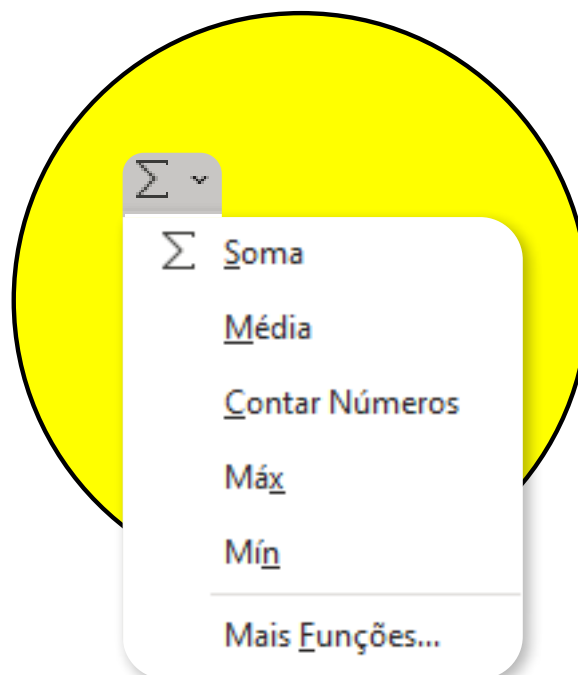 Σ
Σ Soma
Média
Contar Números
Máx
Mín
Mais Funções...